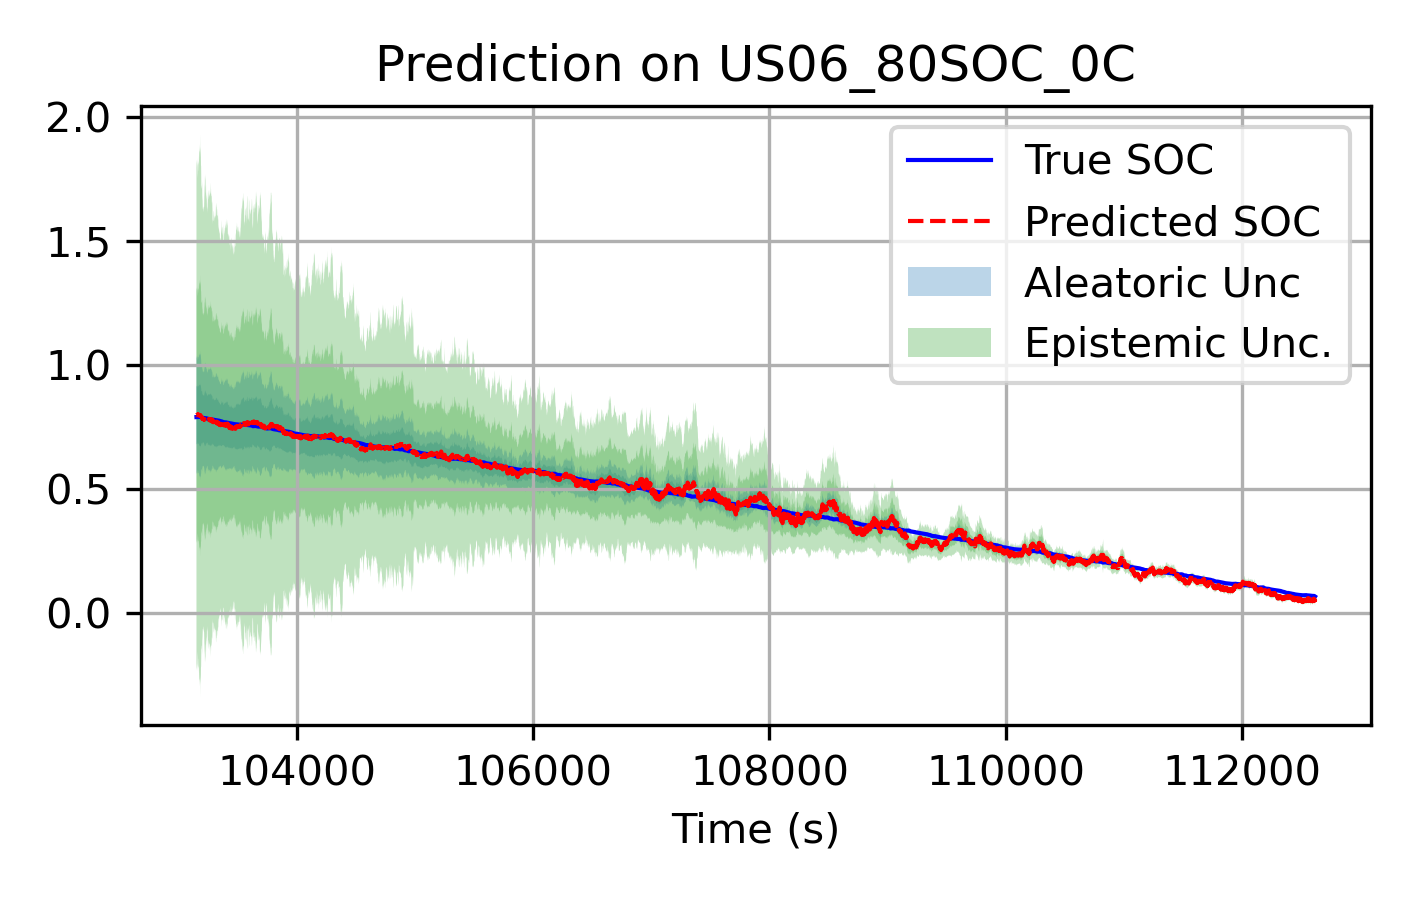 Prediction on US06_80SOC_0C
2.0
1.5
1.0
0.5
0.0
True SOC
Predicted SOC
Aleatoric Unc
Epistemic Unc.
104000 106000 108000 110000 112000
Time (s)